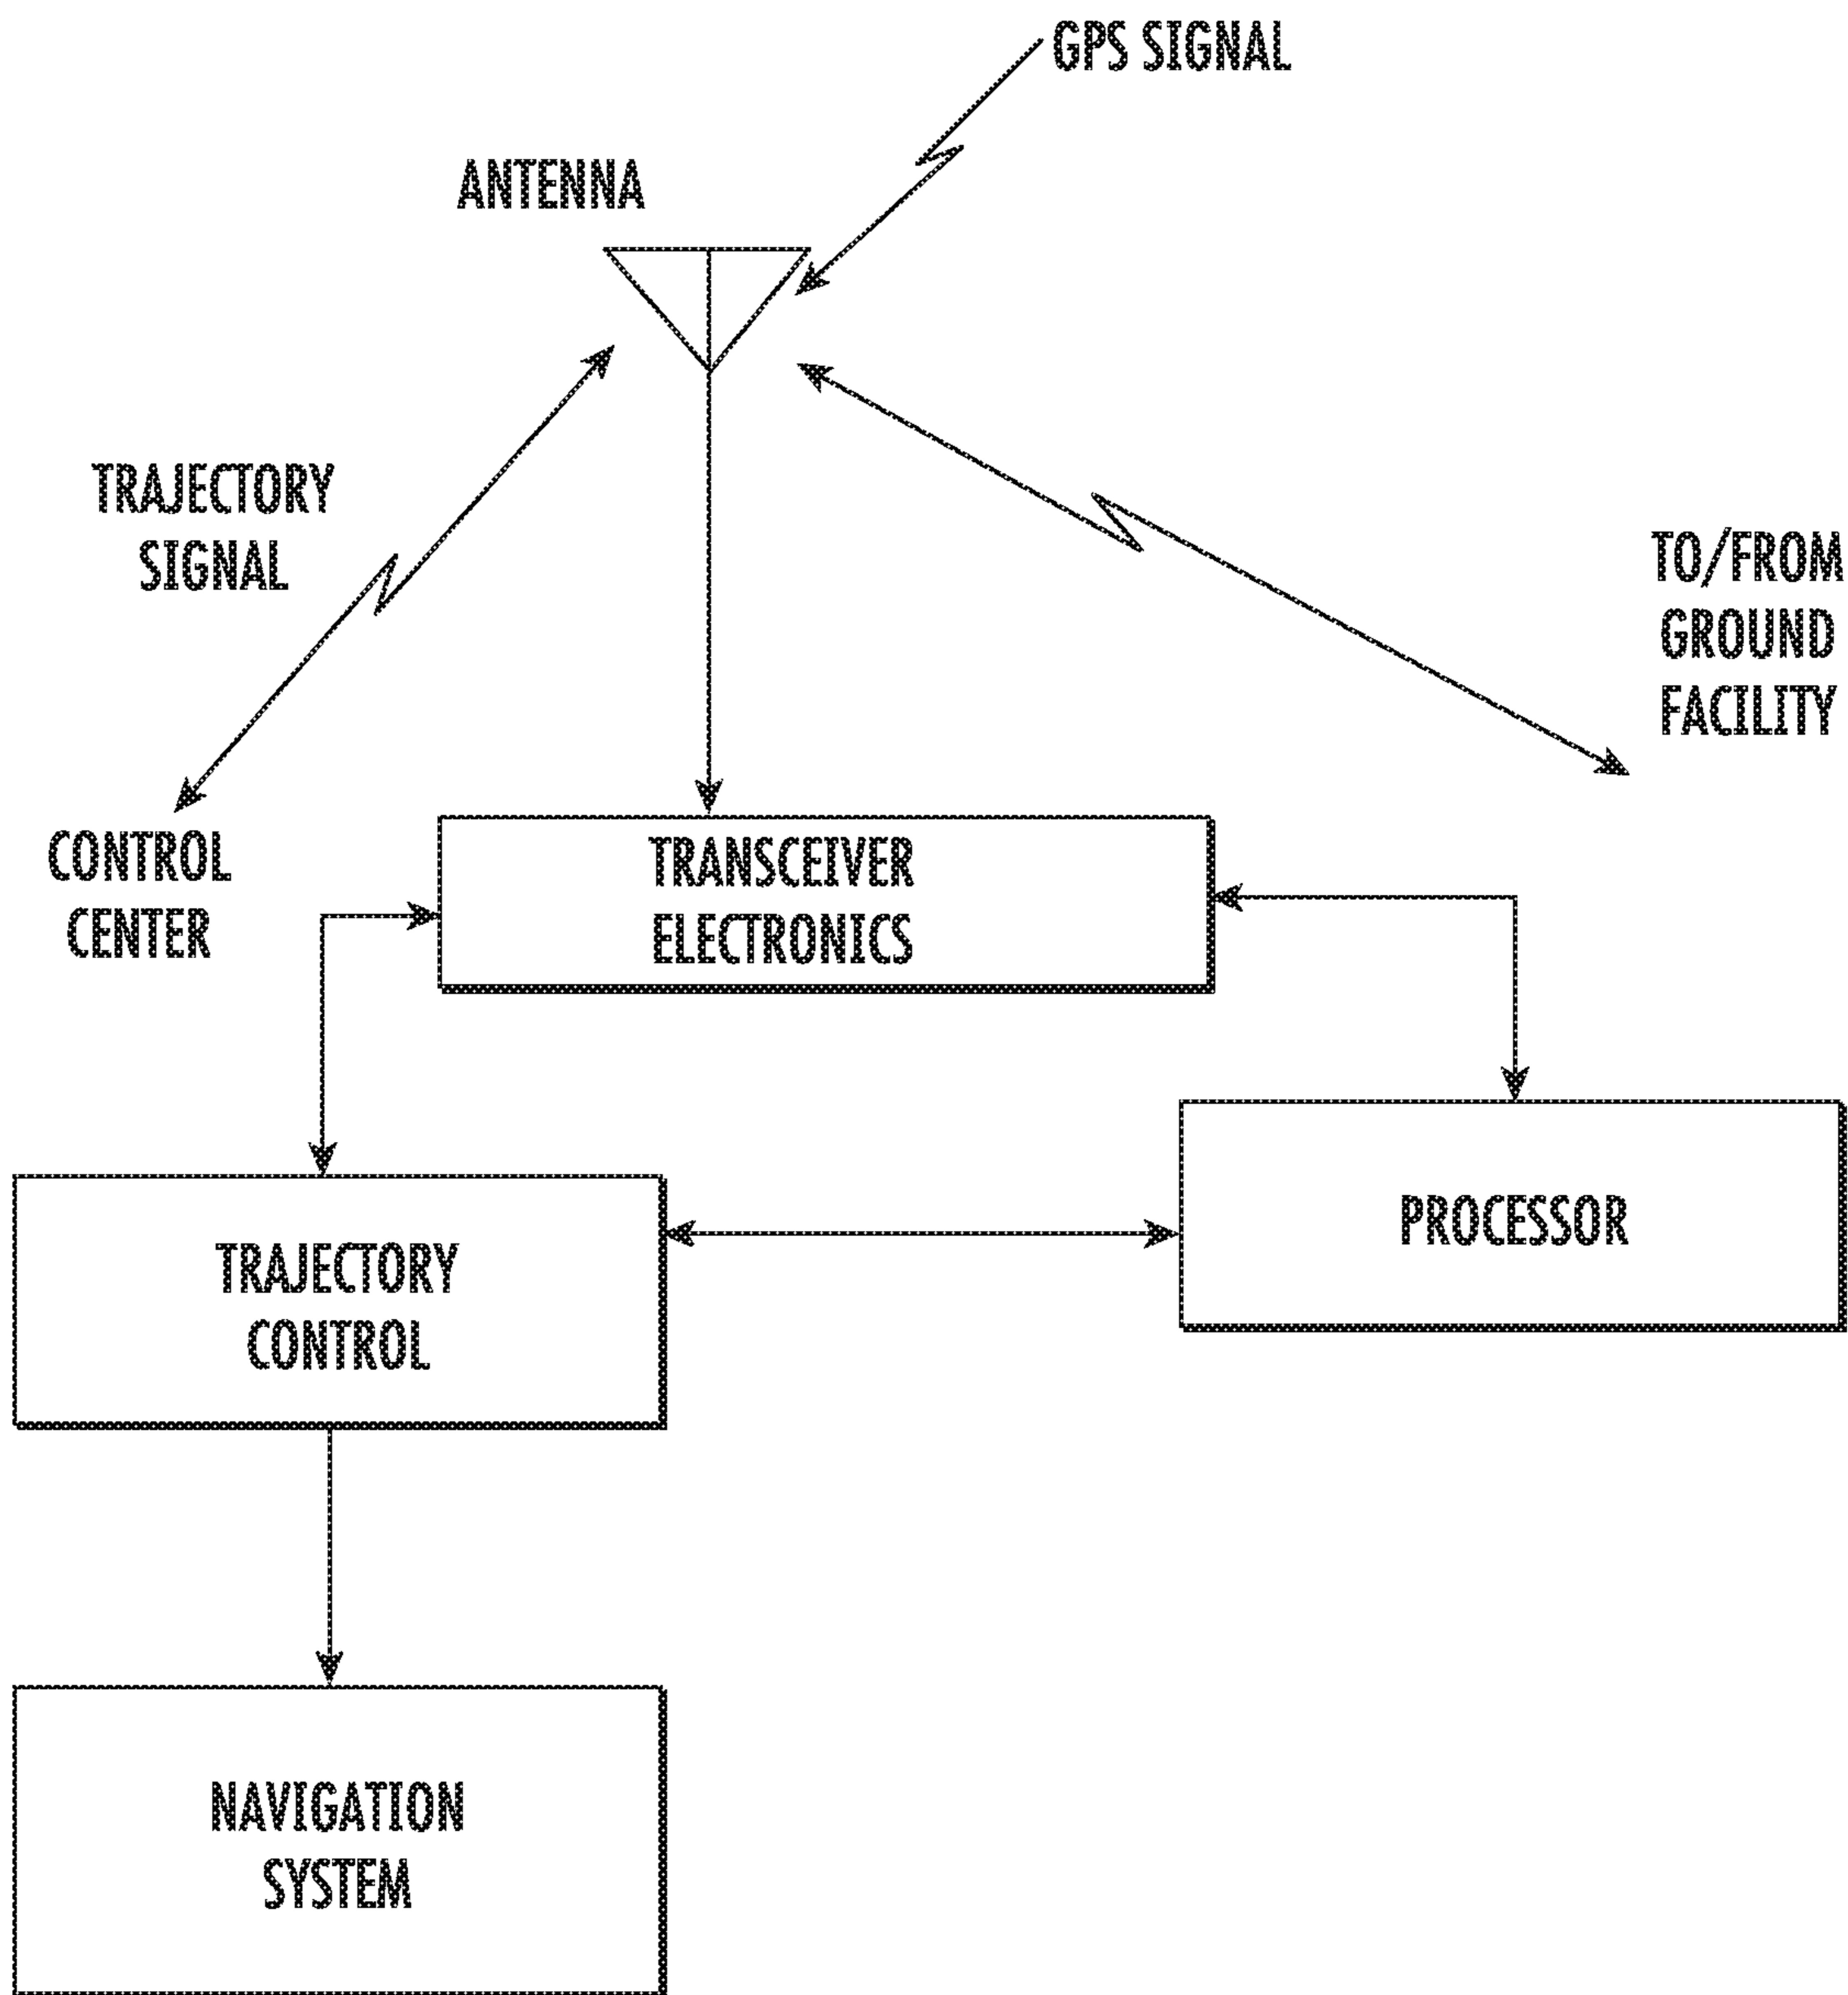 GPS SIGNAL
ANTENNA
TRAJECTORY
SIGNAL
TO/FROM
GROUND
FACILITY
CONTROL
CENTER
TRANSCEIVER
ELECTRONICS
PROCESSOR
TRAJECTORY
CONTROL
NAVIGATION
SYSTEM